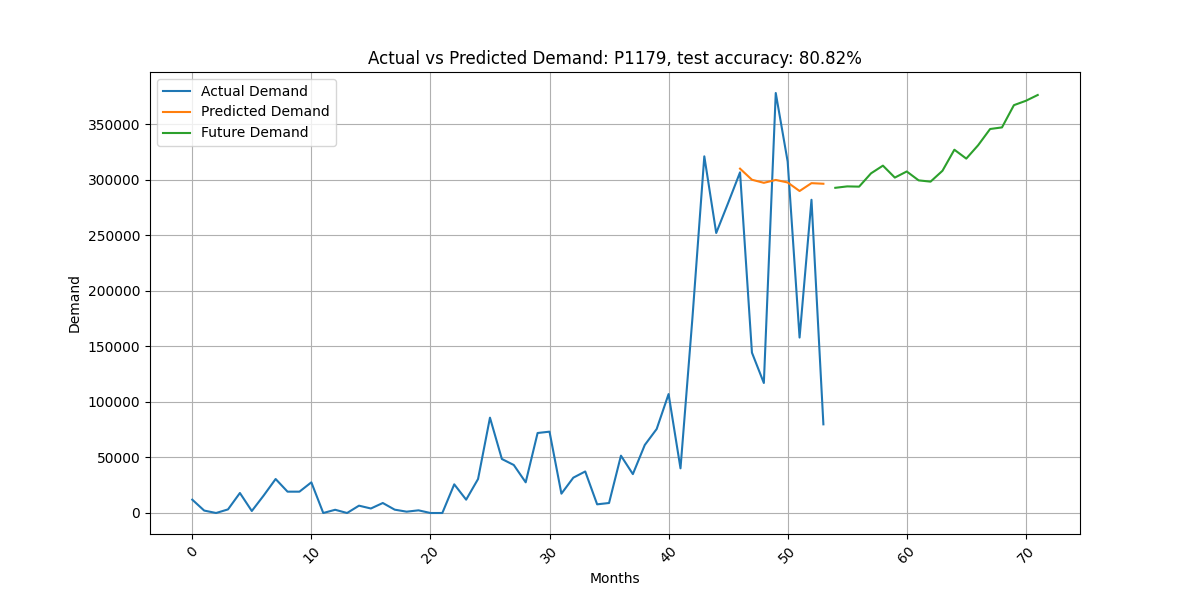 Actual vs Predicted Demand: P1179, test accuracy: 80.82%
Actual Demand
Predicted Demand
Future Demand
350000
300000
250000
200000
150000
100000
50000
0
Demand
0 10 20 30 40 50 60 70
Months